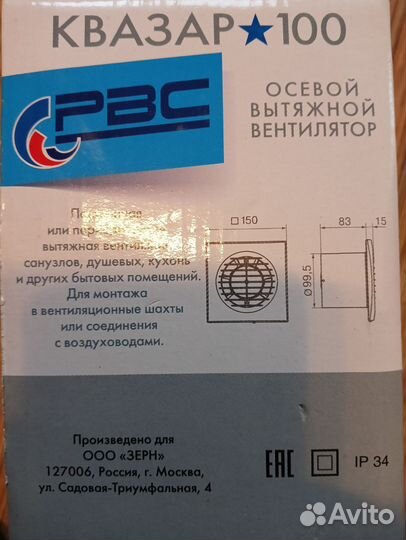 КВАЗАР★100
РВС
ОСЕВОЙ
ВЫТЯЖНОЙ
ВЕНТИЛЯТОР
или
вытяжная
санузлов, душевых, кухонь
и других бытовых помещений.
Для монтажа
в вентиляционные шахты
или соединения
с воздуховодами.
□150
83
15
Ø99,5
Произведено для
ООО «ЗЕРН»
127006, Россия, г. Москва,
ул. Садовая-Триумфальная, 4
EAC
IP 34
Avito